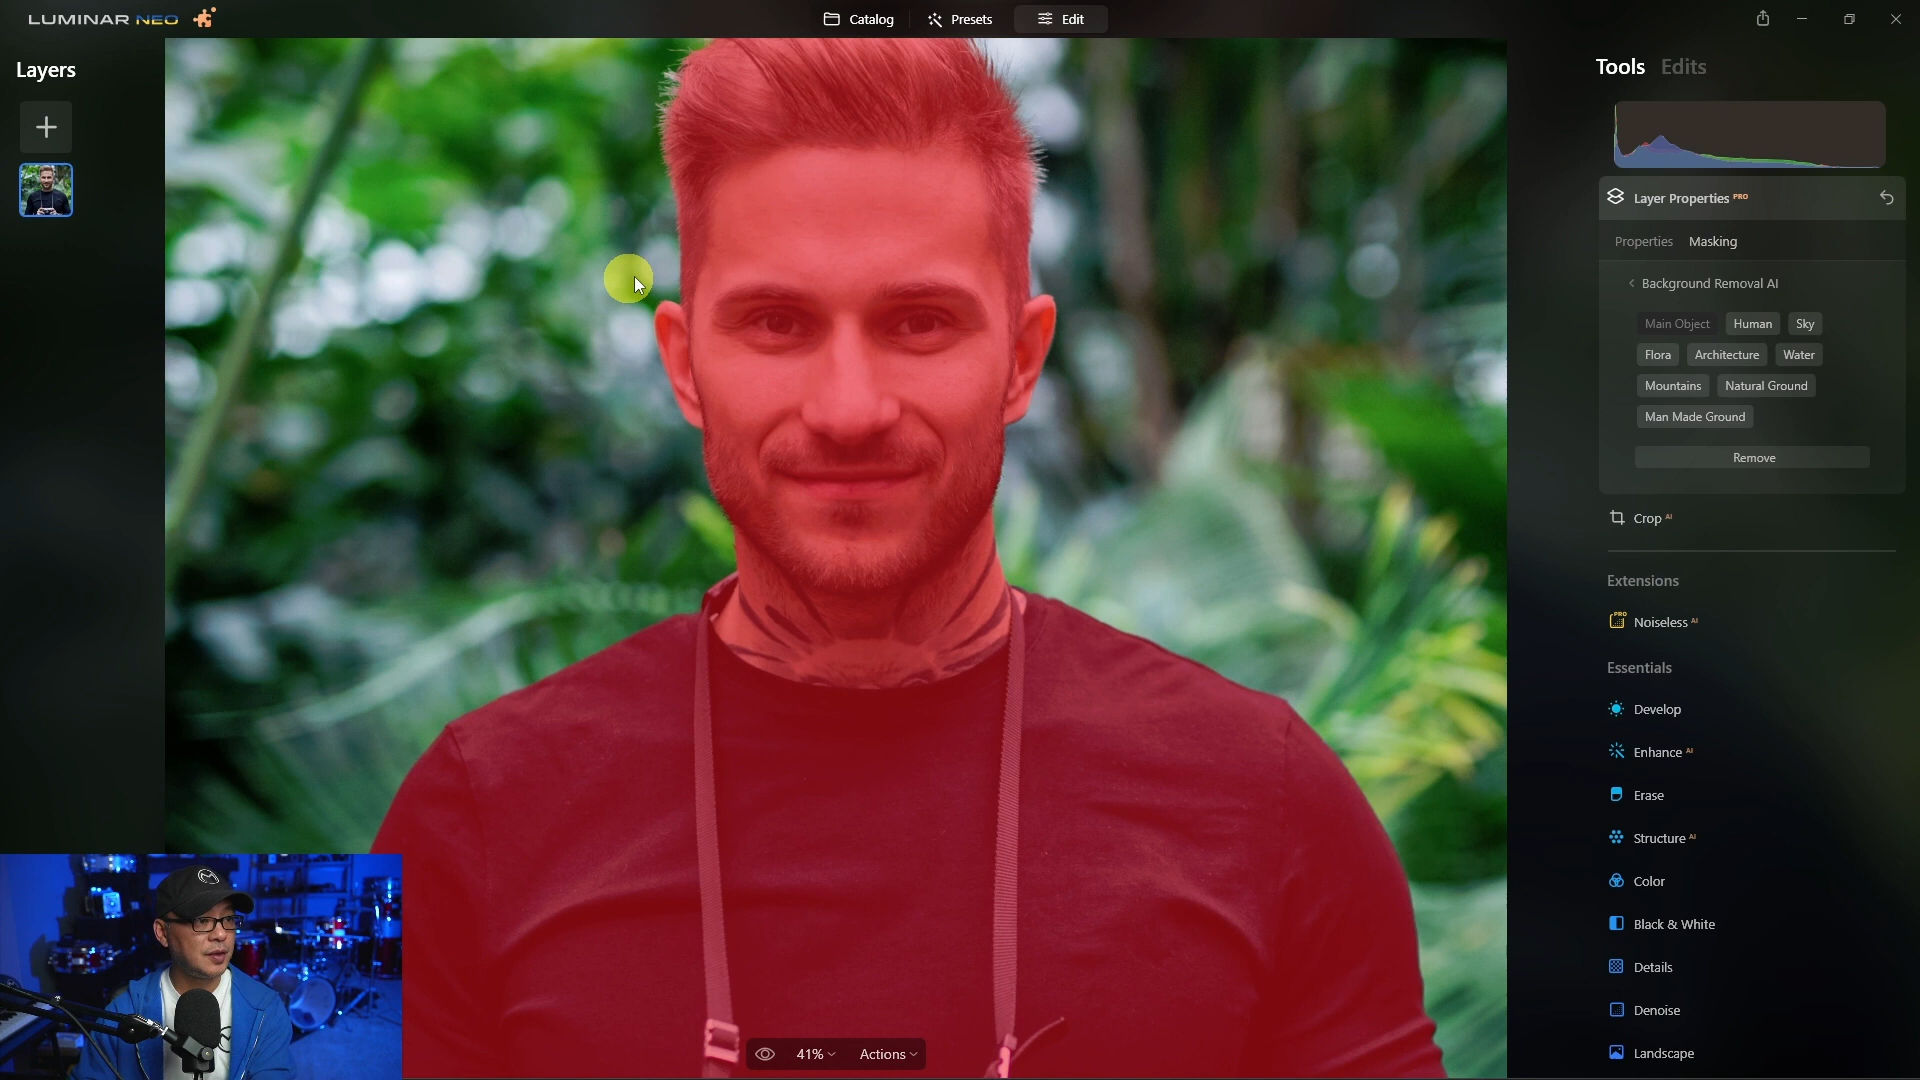 LUMINAR NEO
Catalog
Presets
Edit
Layers
Tools Edits
Layer Properties PRO
Properties Masking
Background Removal AI
Main Object Human Sky
Flora Architecture Water
Mountains Natural Ground
Man Made Ground
Remove
Crop AI
Extensions
PRO Noiseless AI
Essentials
Develop
Enhance AI
Erase
Structure AI
Color
Black & White
Details
Denoise
Landscape
41% Actions